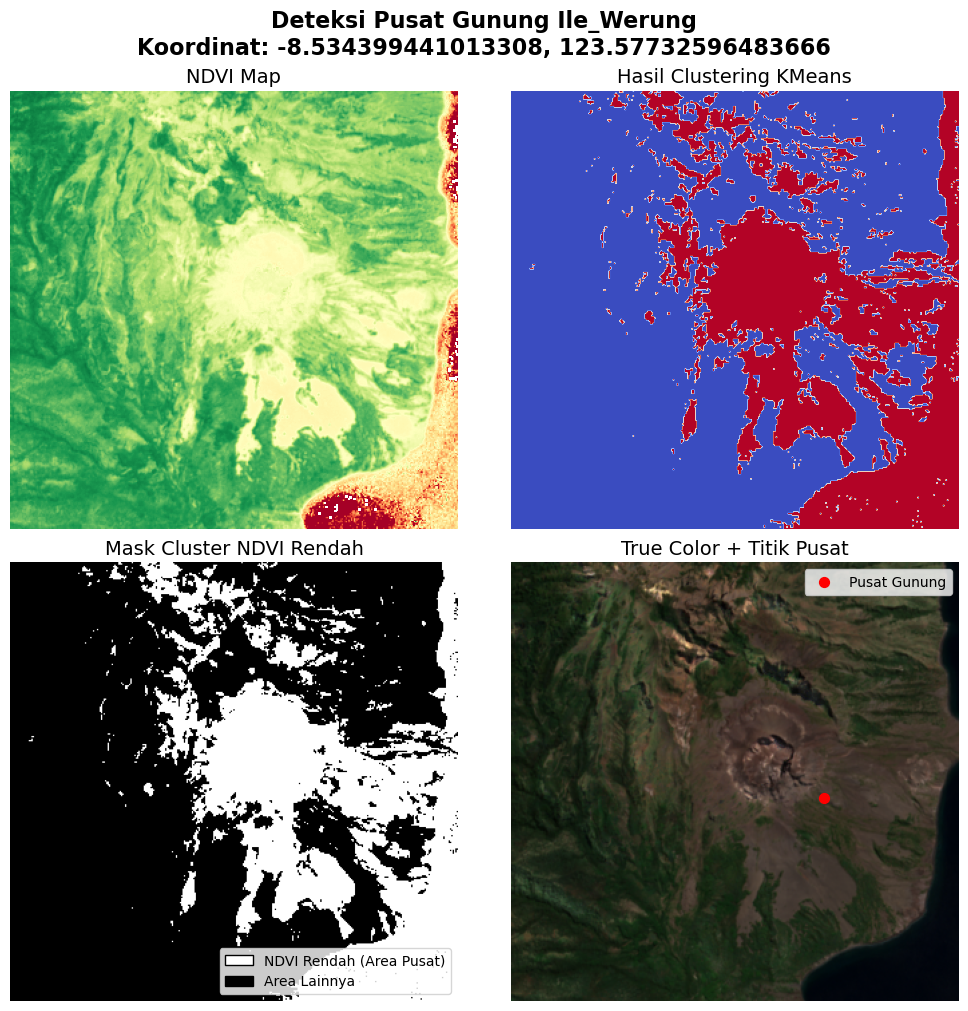 Deteksi Pusat Gunung Ile_Werung
Koordinat: -8.534399441013308, 123.57732596483666
NDVI Map
Hasil Clustering KMeans
Mask Cluster NDVI Rendah
True Color + Titik Pusat
Pusat Gunung
NDVI Rendah (Area Pusat)
Area Lainnya